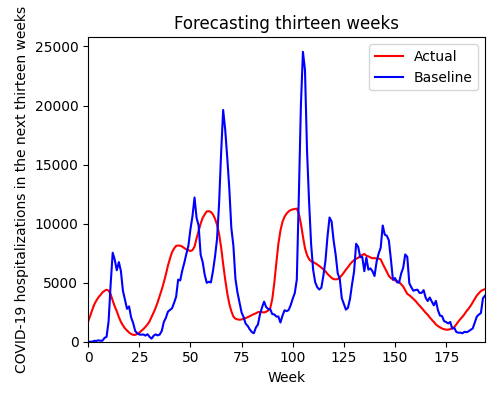 Forecasting thirteen weeks
COVID-19 hospitalizations in the next thirteen weeks
25000
20000
15000
10000
5000
0
Actual
Baseline
0 25 50 75 100 125 150 175
Week